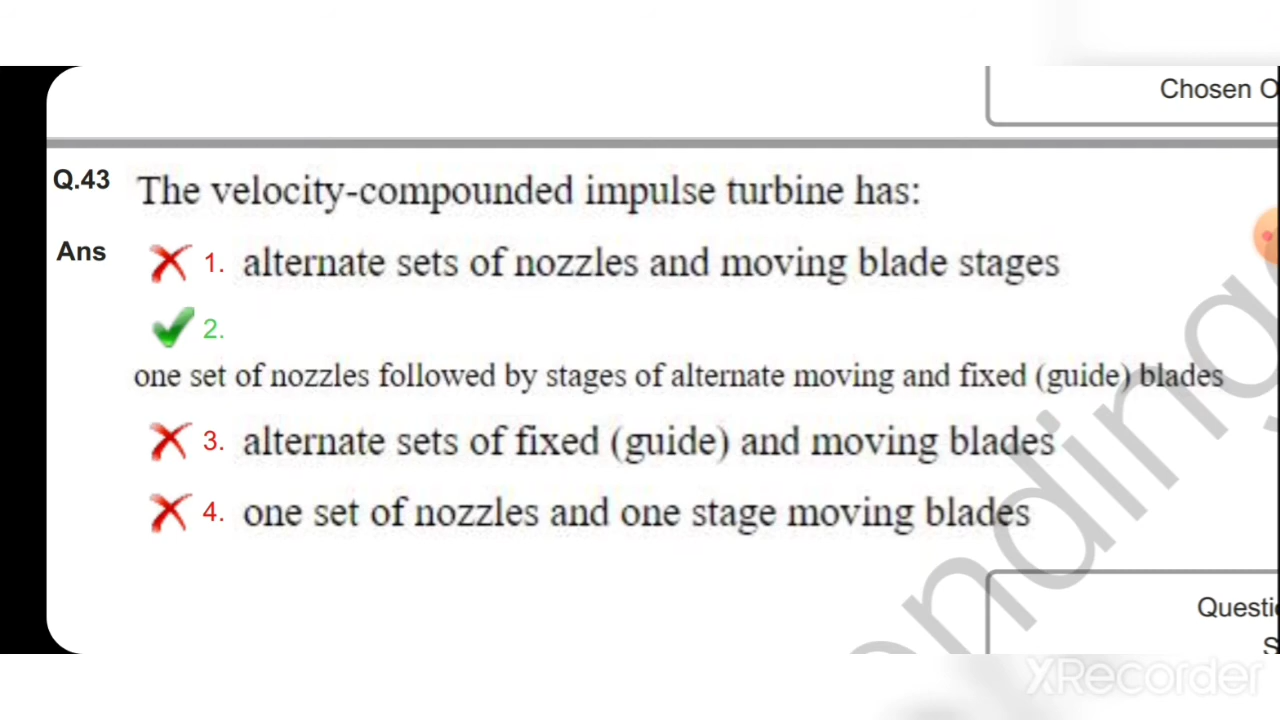 Chosen O
Q.43 The velocity-compounded impulse turbine has:
Ans 1. alternate sets of nozzles and moving blade stages
2.
one set of nozzles followed by stages of alternate moving and fixed (guide) blades
3. alternate sets of fixed (guide) and moving blades
4. one set of nozzles and one stage moving blades
Questi
S
XRecorder